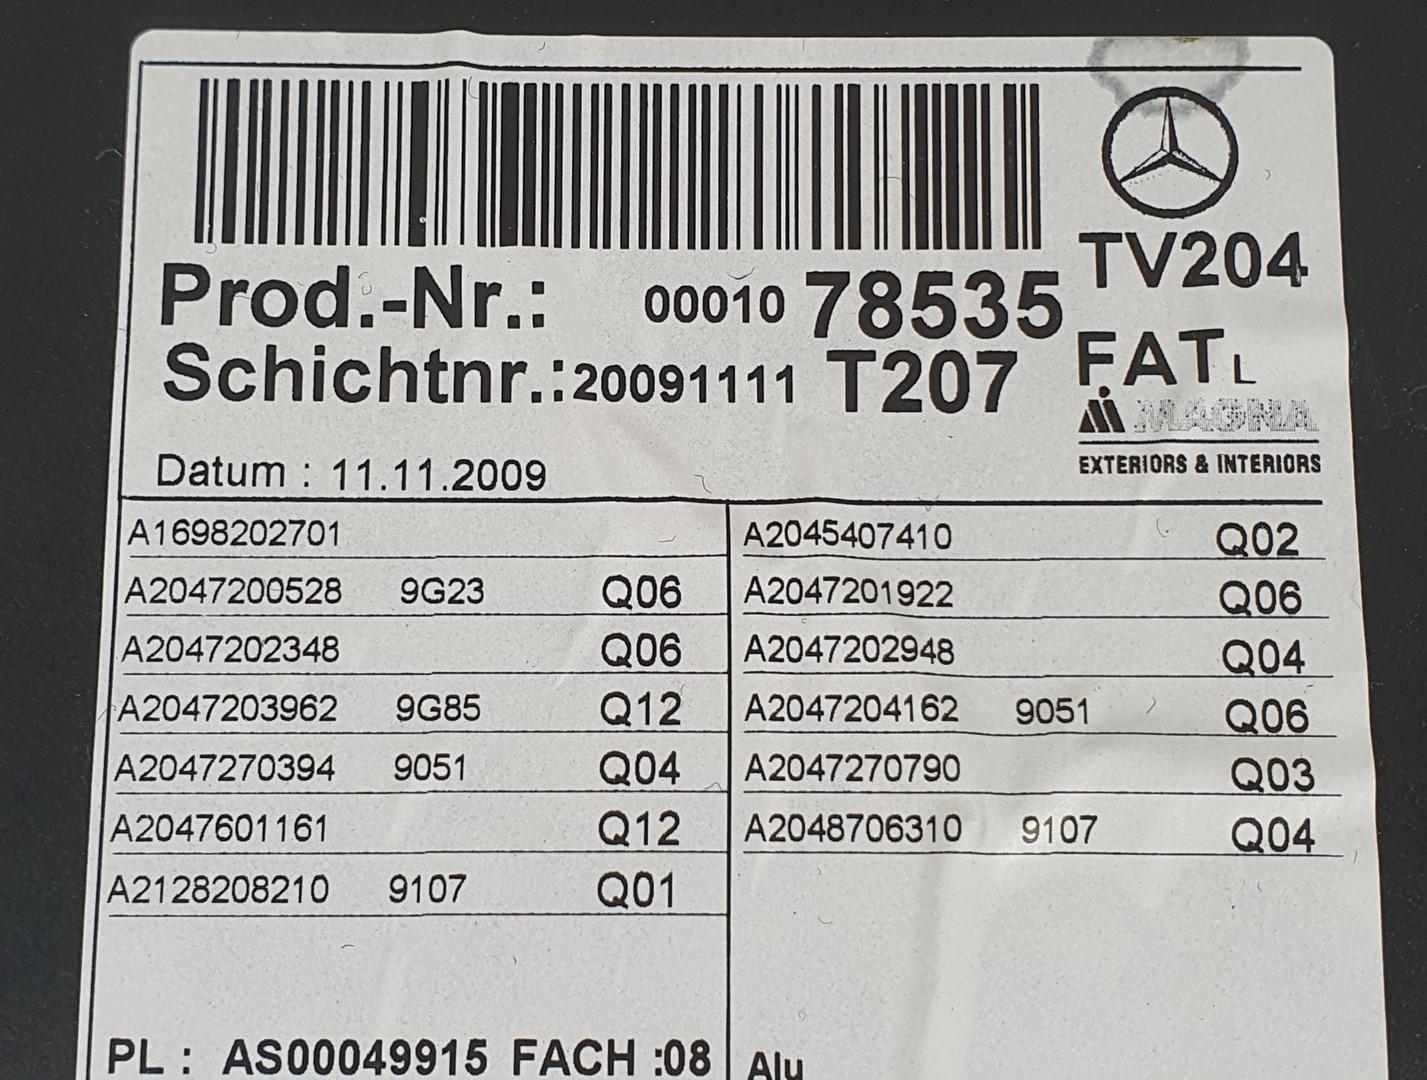 Prod.-Nr.: 00010 78535
Schichtnr.: 20091111 T207
Datum : 11.11.2009
TV204
FAT L
MAGNA
EXTERIORS & INTERIORS
A1698202701
A2047200528 9G23 Q06
A2047202348 Q06
A2047203962 9G85 Q12
A2047270394 9051 Q04
A2047601161 Q12
A2128208210 9107 Q01
A2045407410 Q02
A2047201922 Q06
A2047202948 Q04
A2047204162 9051 Q06
A2047270790 Q03
A2048706310 9107 Q04
PL : AS00049915 FACH :08
Alu